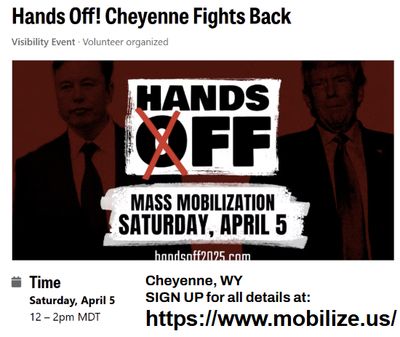 Hands Off! Cheyenne Fights Back
Visibility Event · Volunteer organized
HANDS
OFF
MASS MOBILIZATION
SATURDAY, APRIL 5
handsoff2025.com
Time
Saturday, April 5
12 – 2pm MDT
Cheyenne, WY
SIGN UP for all details at:
https://www.mobilize.us/